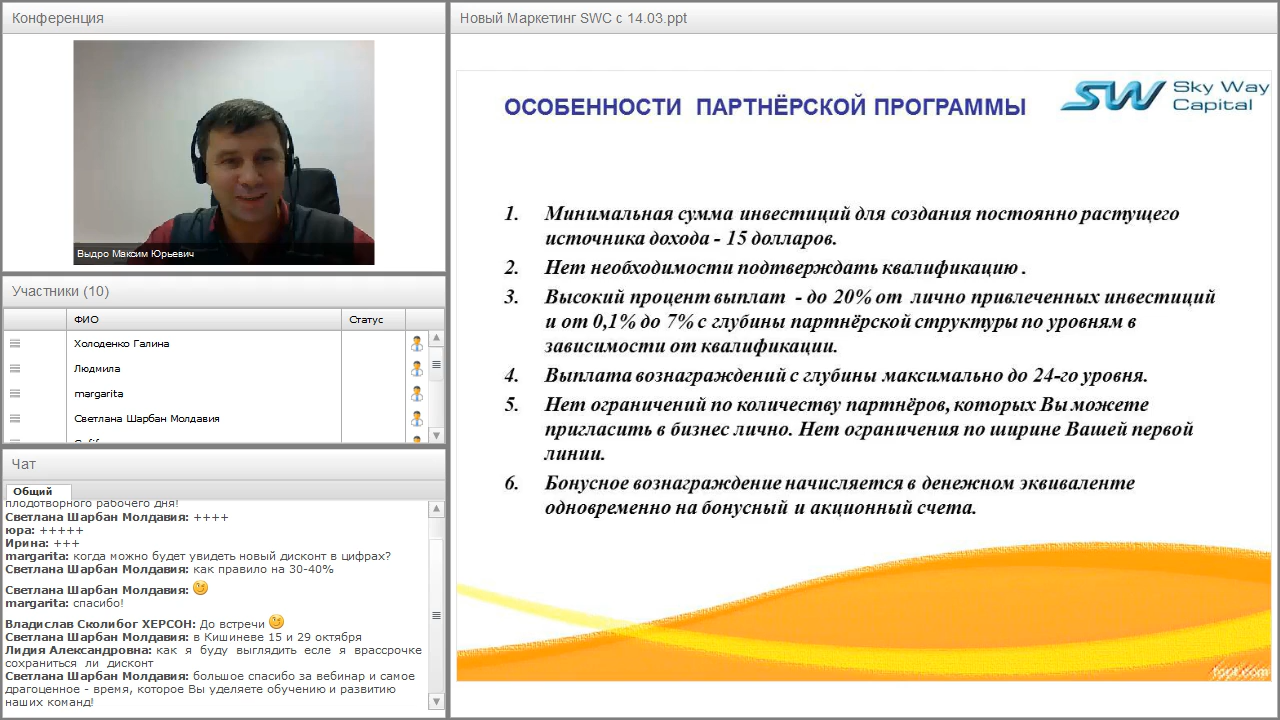 Конференция
Выдро Максим Юрьевич
Участники (10)
ФИО
Статус
Холоденко Галина
Людмила
margarita
Светлана Шарбан Молдавия
Чат
Общий
плодотворного рабочего дня!
Светлана Шарбан Молдавия: ++++
юра: +++++
Ирина: +++
margarita: когда можно будет увидеть новый дисконт в цифрах?
Светлана Шарбан Молдавия: как правило на 30-40%
Светлана Шарбан Молдавия:
margarita: спасибо!
Владислав Сколибог ХЕРСОН: До встречи
Светлана Шарбан Молдавия: в Кишиневе 15 и 29 октября
Лидия Александровна: как я буду выглядить есле я врассрочке
сохраниться ли дисконт
Светлана Шарбан Молдавия: большое спасибо за вебинар и самое
драгоценное - время, которое Вы уделяете обучению и развитию
наших команд!
Новый Маркетинг SWC с 14.03.ppt
ОСОБЕННОСТИ ПАРТНЁРСКОЙ ПРОГРАММЫ
SW Sky Way
Capital
1. Минимальная сумма инвестиций для создания постоянно растущего
источника дохода - 15 долларов.
2. Нет необходимости подтверждать квалификацию .
3. Высокий процент выплат - до 20% от лично привлеченных инвестиций
и от 0,1% до 7% с глубины партнёрской структуры по уровням в
зависимости от квалификации.
4. Выплата вознаграждений с глубины максимально до 24-го уровня.
5. Нет ограничений по количеству партнёров, которых Вы можете
пригласить в бизнес лично. Нет ограничения по ширине Вашей первой
линии.
6. Бонусное вознаграждение начисляется в денежном эквиваленте
одновременно на бонусный и акционный счета.